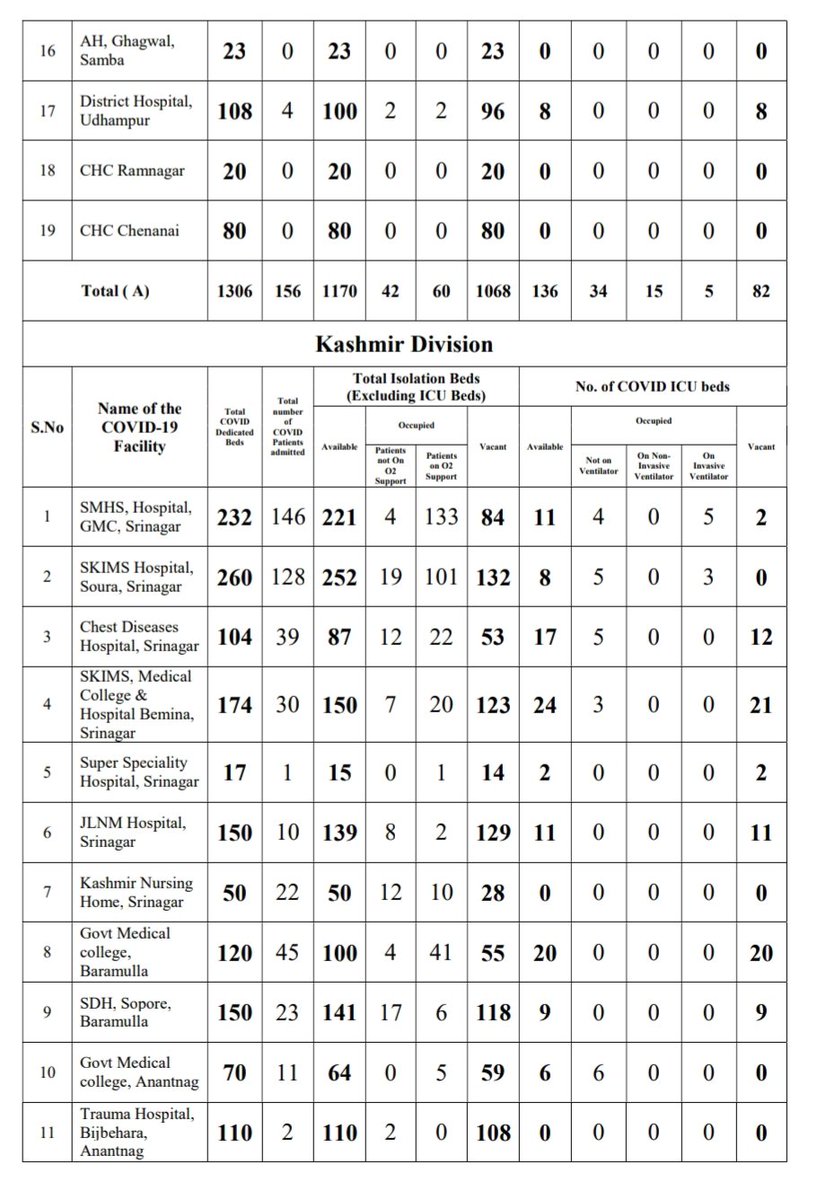 16 AH, Ghagwal, Samba 23 0 23 0 0 23 0 0 0 0 0
17 District Hospital, Udhampur 108 4 100 2 2 96 8 0 0 0 8
18 CHC Ramnagar 20 0 20 0 0 20 0 0 0 0 0
19 CHC Chenanai 80 0 80 0 0 80 0 0 0 0 0
Total ( A) 1306 156 1170 42 60 1068 136 34 15 5 82
Kashmir Division
S.No
Name of the COVID-19 Facility
Total COVID Dedicated Beds
Total number of COVID Patients admitted
Total Isolation Beds (Excluding ICU Beds)
Available
Occupied
Patients not On O2 Support
Patients on O2 Support
Vacant
No. of COVID ICU beds
Available
Occupied
Not on Ventilator
On Non-Invasive Ventilator
On Invasive Ventilator
Vacant
1 SMHS, Hospital, GMC, Srinagar 232 146 221 4 133 84 11 4 0 5 2
2 SKIMS Hospital, Soura, Srinagar 260 128 252 19 101 132 8 5 0 3 0
3 Chest Diseases Hospital, Srinagar 104 39 87 12 22 53 17 5 0 0 12
4 SKIMS, Medical College & Hospital Bemina, Srinagar 174 30 150 7 20 123 24 3 0 0 21
5 Super Speciality Hospital, Srinagar 17 1 15 0 1 14 2 0 0 0 2
6 JLNM Hospital, Srinagar 150 10 139 8 2 129 11 0 0 0 11
7 Kashmir Nursing Home, Srinagar 50 22 50 12 10 28 0 0 0 0 0
8 Govt Medical college, Baramulla 120 45 100 4 41 55 20 0 0 0 20
9 SDH, Sopore, Baramulla 150 23 141 17 6 118 9 0 0 0 9
10 Govt Medical college, Anantnag 70 11 64 0 5 59 6 6 0 0 0
11 Trauma Hospital, Bijbehara, Anantnag 110 2 110 2 0 108 0 0 0 0 0